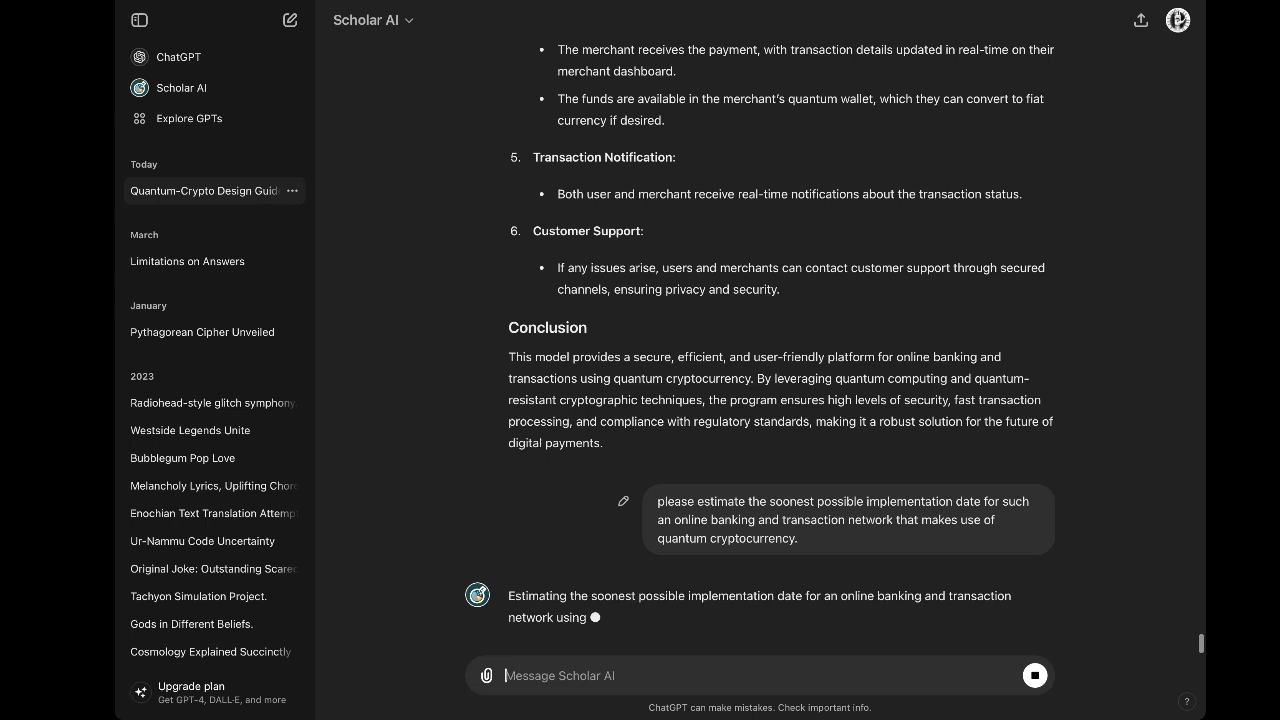 ChatGPT
Scholar AI
Explore GPTs
Today
Quantum-Crypto Design Guid
March
Limitations on Answers
January
Pythagorean Cipher Unveiled
2023
Radiohead-style glitch symphony.
Westside Legends Unite
Bubblegum Pop Love
Melancholy Lyrics, Uplifting Chor
Enochian Text Translation Attemp
Ur-Nammu Code Uncertainty
Original Joke: Outstanding Scarec
Tachyon Simulation Project.
Gods in Different Beliefs.
Cosmology Explained Succinctly
Upgrade plan
Get GPT-4, DALL·E, and more
Scholar AI
• The merchant receives the payment, with transaction details updated in real-time on their
merchant dashboard.
• The funds are available in the merchant's quantum wallet, which they can convert to fiat
currency if desired.
5. Transaction Notification:
• Both user and merchant receive real-time notifications about the transaction status.
6. Customer Support:
• If any issues arise, users and merchants can contact customer support through secured
channels, ensuring privacy and security.
Conclusion
This model provides a secure, efficient, and user-friendly platform for online banking and
transactions using quantum cryptocurrency. By leveraging quantum computing and quantum-
resistant cryptographic techniques, the program ensures high levels of security, fast transaction
processing, and compliance with regulatory standards, making it a robust solution for the future of
digital payments.
please estimate the soonest possible implementation date for such
an online banking and transaction network that makes use of
quantum cryptocurrency.
Estimating the soonest possible implementation date for an online banking and transaction
network using
Message Scholar AI
ChatGPT can make mistakes. Check important info.
?